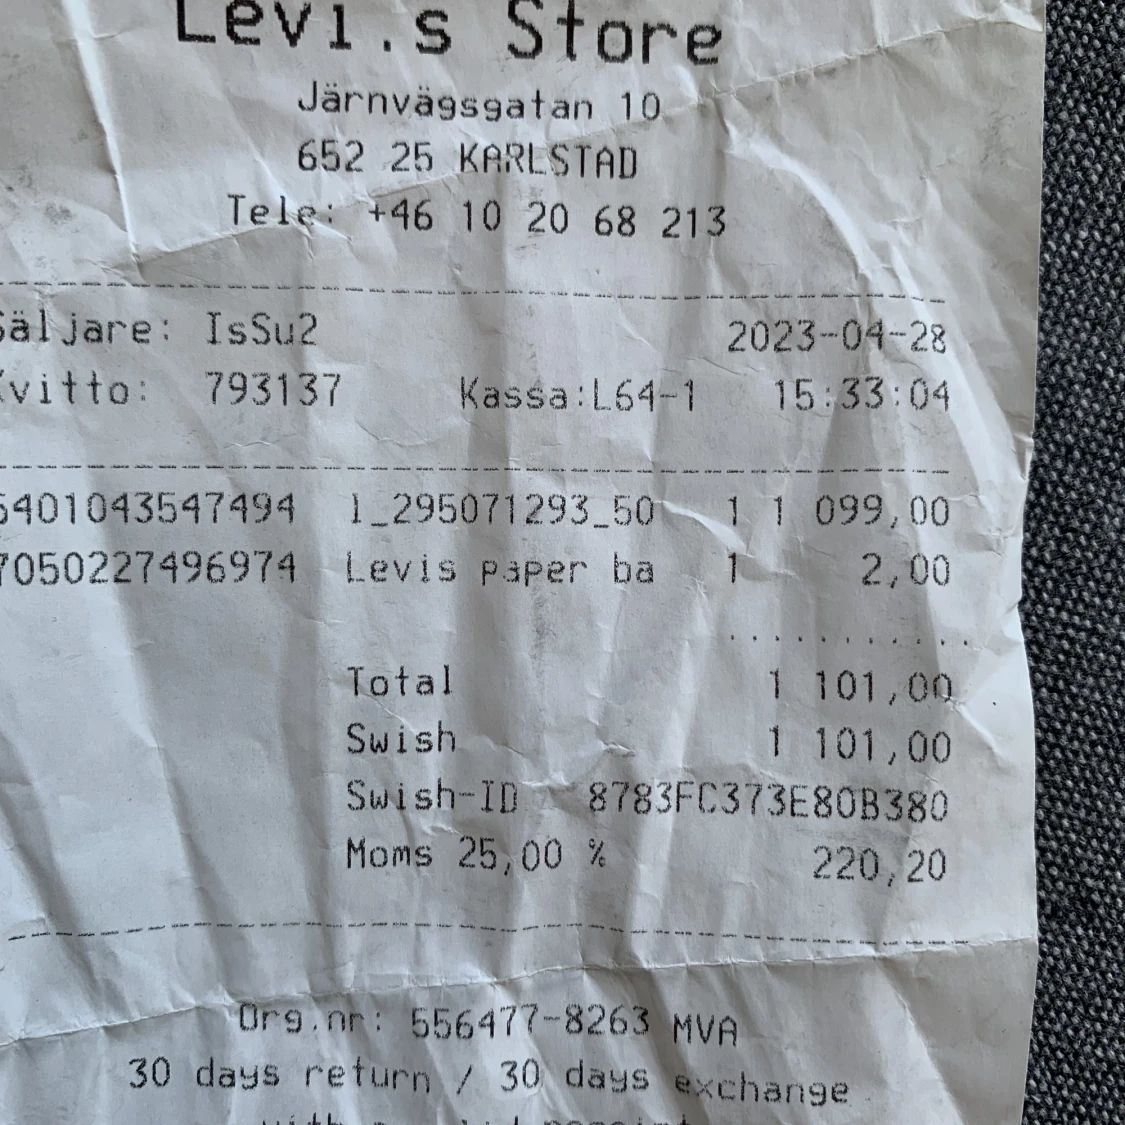 Levi.s Store
Järnvägsgatan 10
652 25 KARLSTAD
Tele: +46 10 20 68 213
Säljare: IsSu2 2023-04-28
Kvitto: 793137 Kassa:L64-1 15:33:04
5401043547494 1_295071293_50 1 1 099,00
7050227496974 Levis paper ba 1 2,00
Total 1 101,00
Swish 1 101,00
Swish-ID 8783FC373E80B380
Moms 25,00 % 220,20
Org.nr: 556477-8263 MVA
30 days return / 30 days exchange